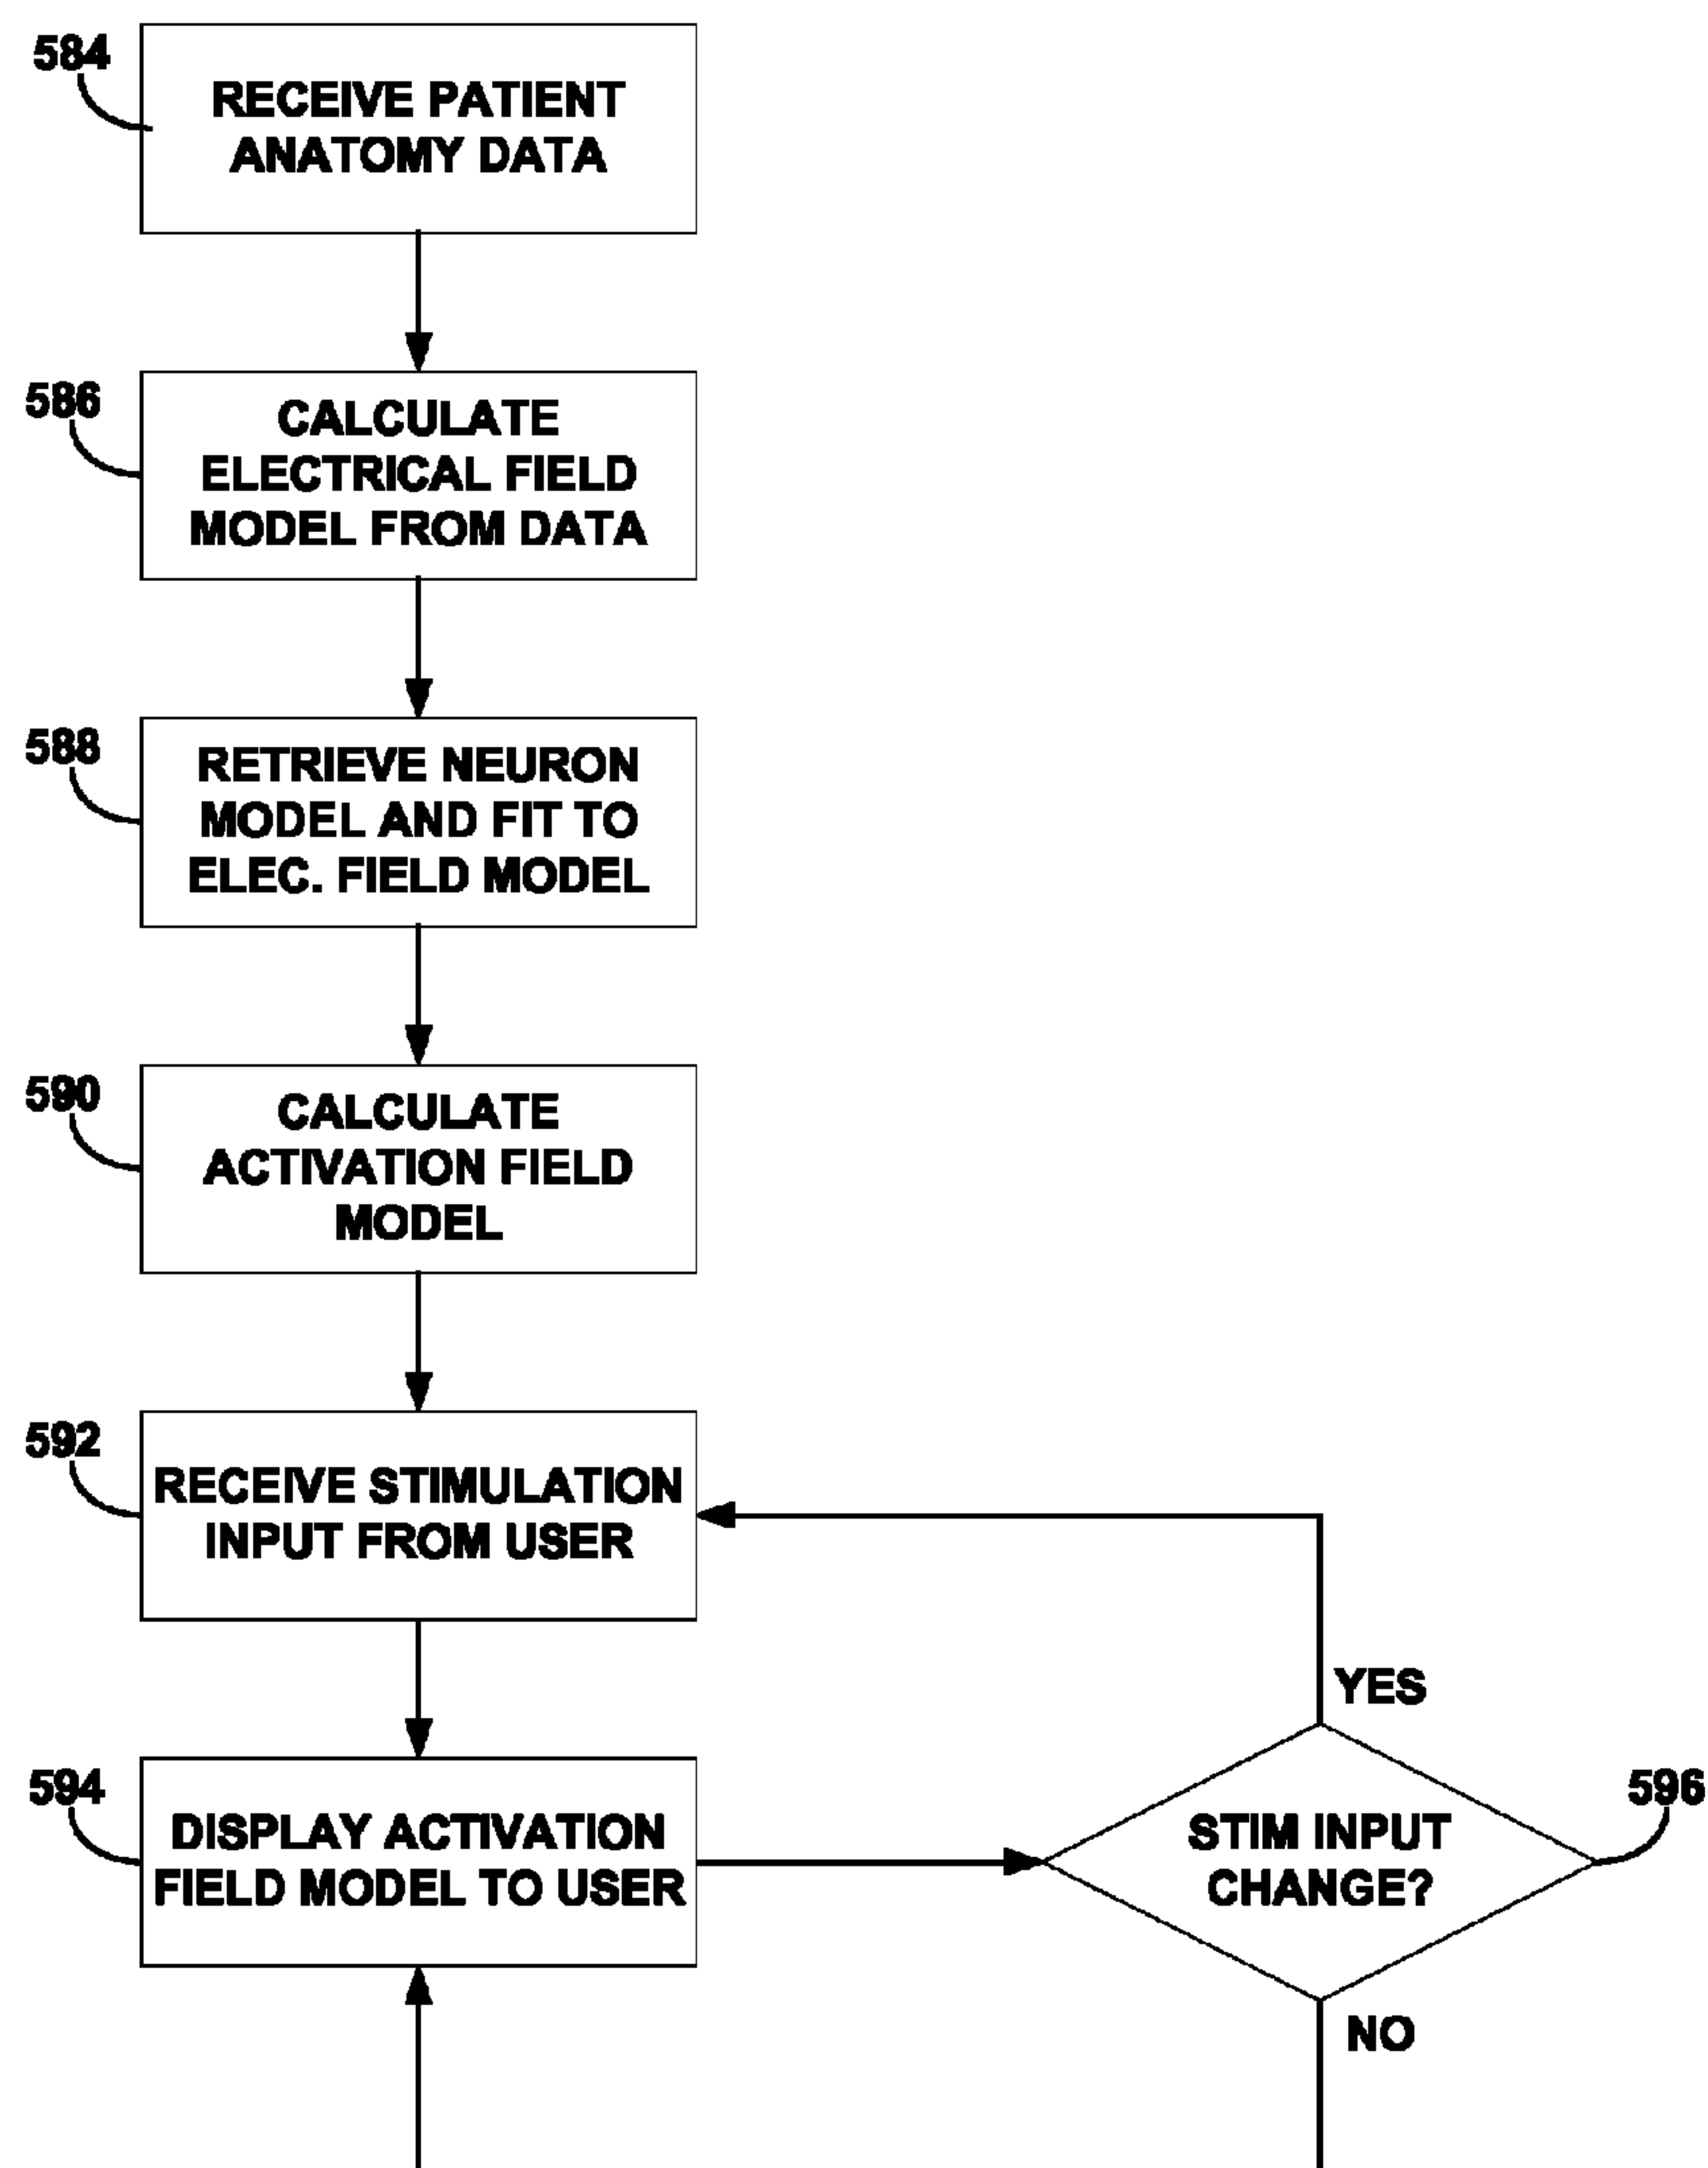 584
RECEIVE PATIENT
ANATOMY DATA
586
CALCULATE
ELECTRICAL FIELD
MODEL FROM DATA
588
RETRIEVE NEURON
MODEL AND FIT TO
ELEC. FIELD MODEL
590
CALCULATE
ACTIVATION FIELD
MODEL
592
RECEIVE STIMULATION
INPUT FROM USER
YES
594
DISPLAY ACTIVATION
FIELD MODEL TO USER
STIM INPUT
CHANGE?
596
NO